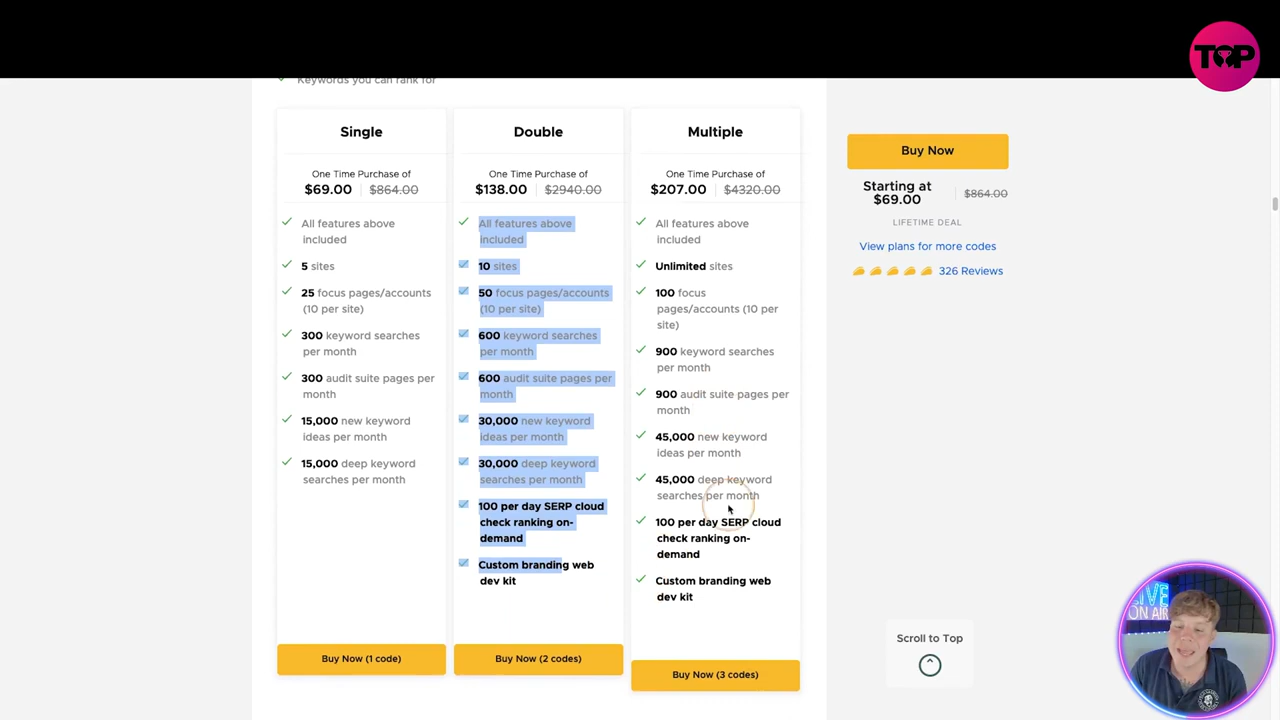 TOP
Keywords you can rank for
Single
One Time Purchase of
$69.00 $864.00
All features above
included
5 sites
25 focus pages/accounts
(10 per site)
300 keyword searches
per month
300 audit suite pages per
month
15,000 new keyword
ideas per month
15,000 deep keyword
searches per month
Buy Now (1 code)
Double
One Time Purchase of
$138.00 $2940.00
All features above
included
10 sites
50 focus pages/accounts
(10 per site)
600 keyword searches
per month
600 audit suite pages per
month
30,000 new keyword
ideas per month
30,000 deep keyword
searches per month
100 per day SERP cloud
check ranking on-
demand
Custom branding web
dev kit
Buy Now (2 codes)
Multiple
One Time Purchase of
$207.00 $4320.00
All features above
included
Unlimited sites
100 focus
pages/accounts (10 per
site)
900 keyword searches
per month
900 audit suite pages per
month
45,000 new keyword
ideas per month
45,000 deep keyword
searches per month
100 per day SERP cloud
check ranking on-
demand
Custom branding web
dev kit
Buy Now (3 codes)
Buy Now
Starting at
$69.00 $864.00
LIFETIME DEAL
View plans for more codes
326 Reviews
Scroll to Top
LIVE
ON AIR